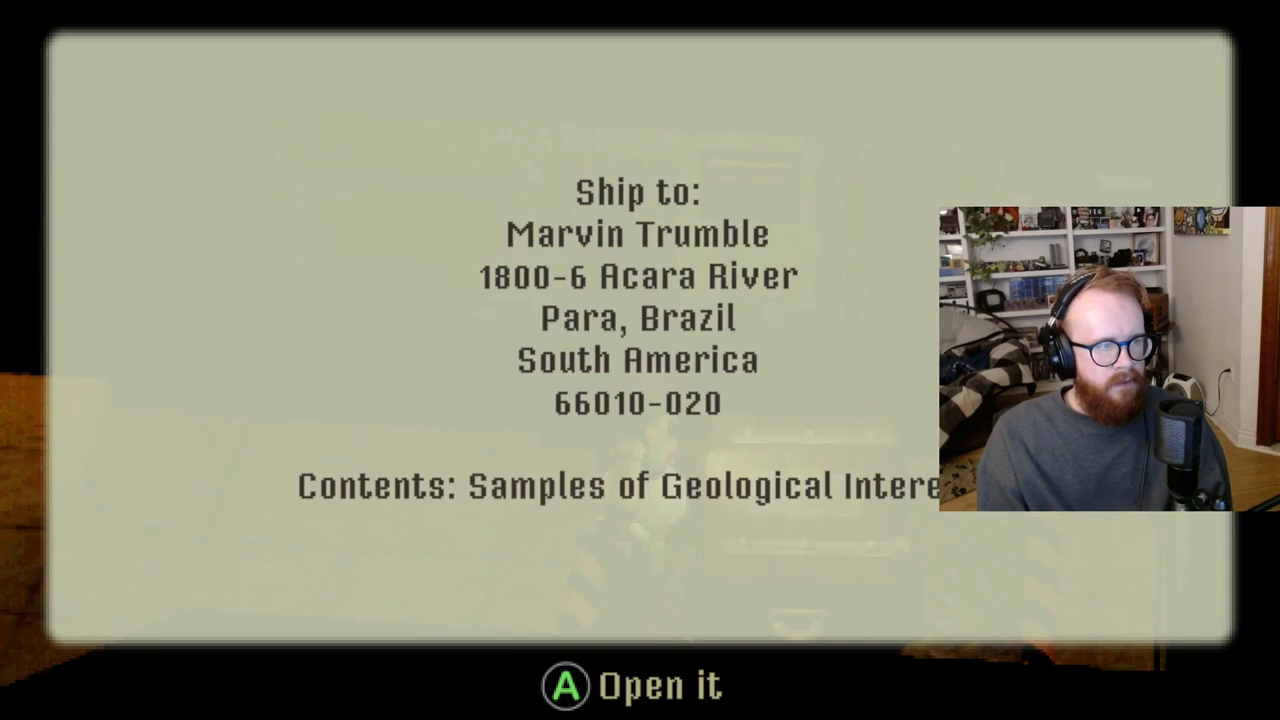 Ship to:
Marvin Trumble
1800-6 Acara River
Para, Brazil
South America
66010-020
Contents: Samples of Geological
A Open it